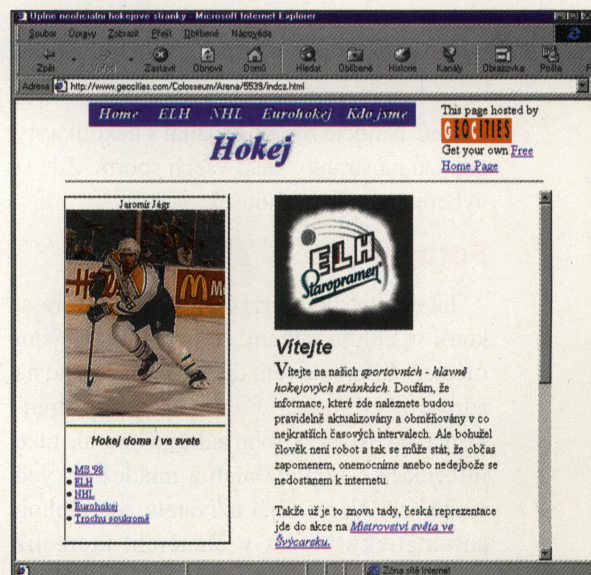 Uplne neoficialni hokejove stranky - Microsoft Internet Explorer
Soubor Úpravy Zobrazit Přejít Oblíbené Nápověda
Zpět Vpřed Zastavit Obnovit Domů Hledat Oblíbené Historie Kanály Obrazovka Pošta
Adresa http://www.geocities.com/Colosseum/Arena/5539/indcz.html
Home ELH NHL Eurohokej Kdo jsme
Hokej
This page hosted by
GEOCITIES
Get your own Free
Home Page
Jaromír Jágr
ELH
Staropramen
Hokej doma i ve svete
MS '98
ELH
NHL
Eurohokej
Trochu soukromě
Vítejte
Vítejte na našich sportovních - hlavně
hokejových stránkách. Doufám, že
informace, které zde naleznete budou
pravidelně aktualizovány a obměňovány v co
nejkratších časových intervalech. Ale bohužel
člověk není robot a tak se může stát, že občas
zapomenem, onemocníme anebo nedejbože se
nedostanem k internetu.
Takže už je to znovu tady, česká reprezentace
jde do akce na Mistrovství světa ve
Švýcarsku.
Zóna sítě Internet